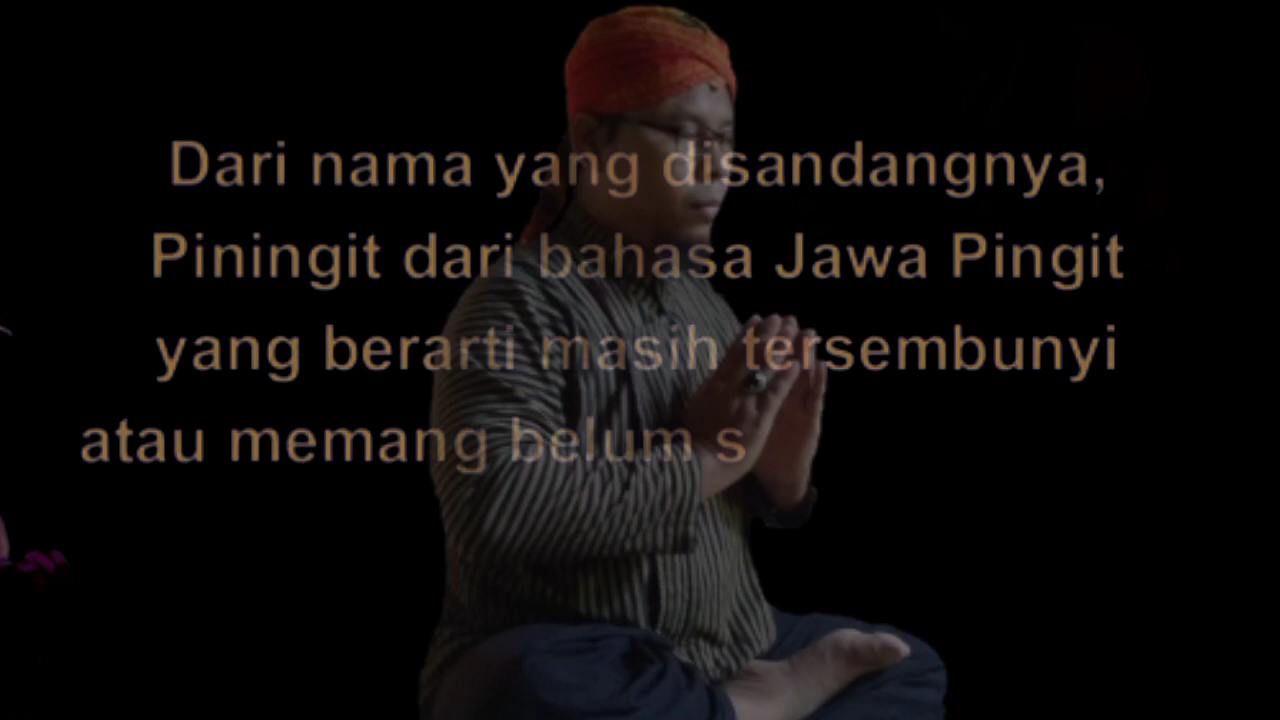 Dari nama yang disandangnya,
Piningit dari bahasa Jawa Pingit
yang berarti masih tersembunyi
atau memang belum s